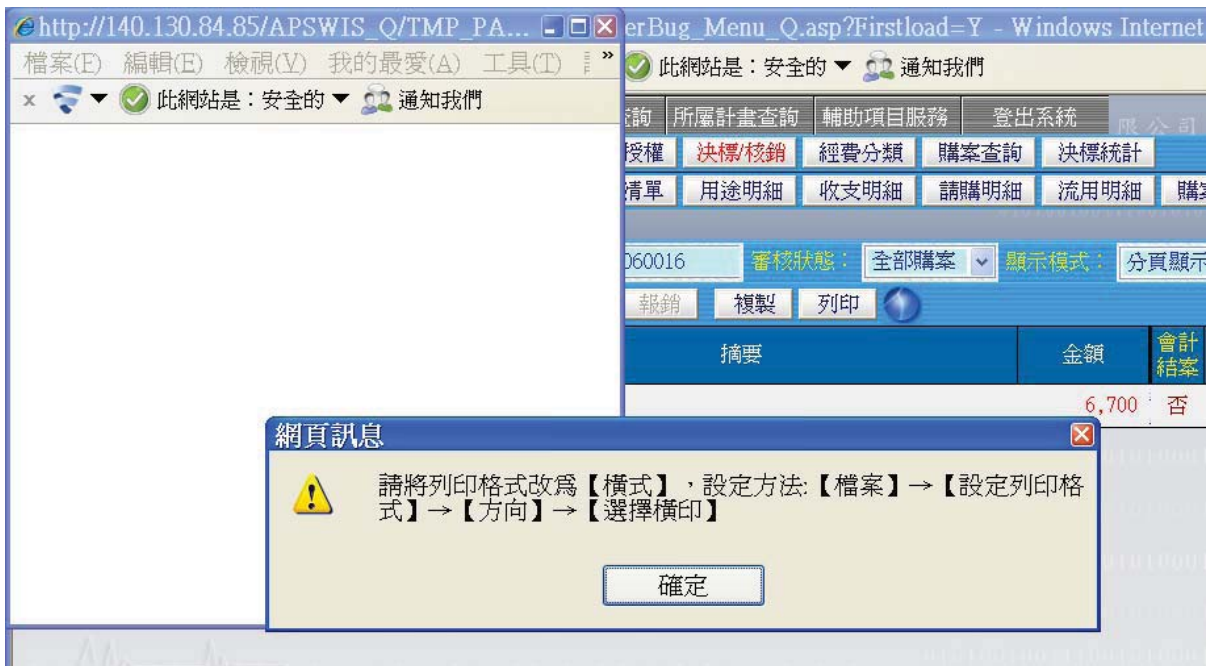 http://140.130.84.85/APSWIS_Q/TMP_PA...
erBug_Menu_Q.asp?Firstload=Y - Windows Internet
檔案(F) 編輯(E) 檢視(V) 我的最愛(A) 工具(T) »
此網站是：安全的 ▼ 通知我們
x ▼ 此網站是：安全的 ▼ 通知我們
查詢 所屬計畫查詢 輔助項目服務 登出系統
限公司
授權 決標/核銷 經費分類 購案查詢 決標統計
清單 用途明細 收支明細 請購明細 流用明細 購案
060016 審核狀態： 全部購案 顯示模式： 分頁顯示
報銷 複製 列印
摘要 金額 會計
結案
6,700 否
網頁訊息
請將列印格式改為【橫式】，設定方法:【檔案】→【設定列印格
式】→【方向】→【選擇橫印】
確定